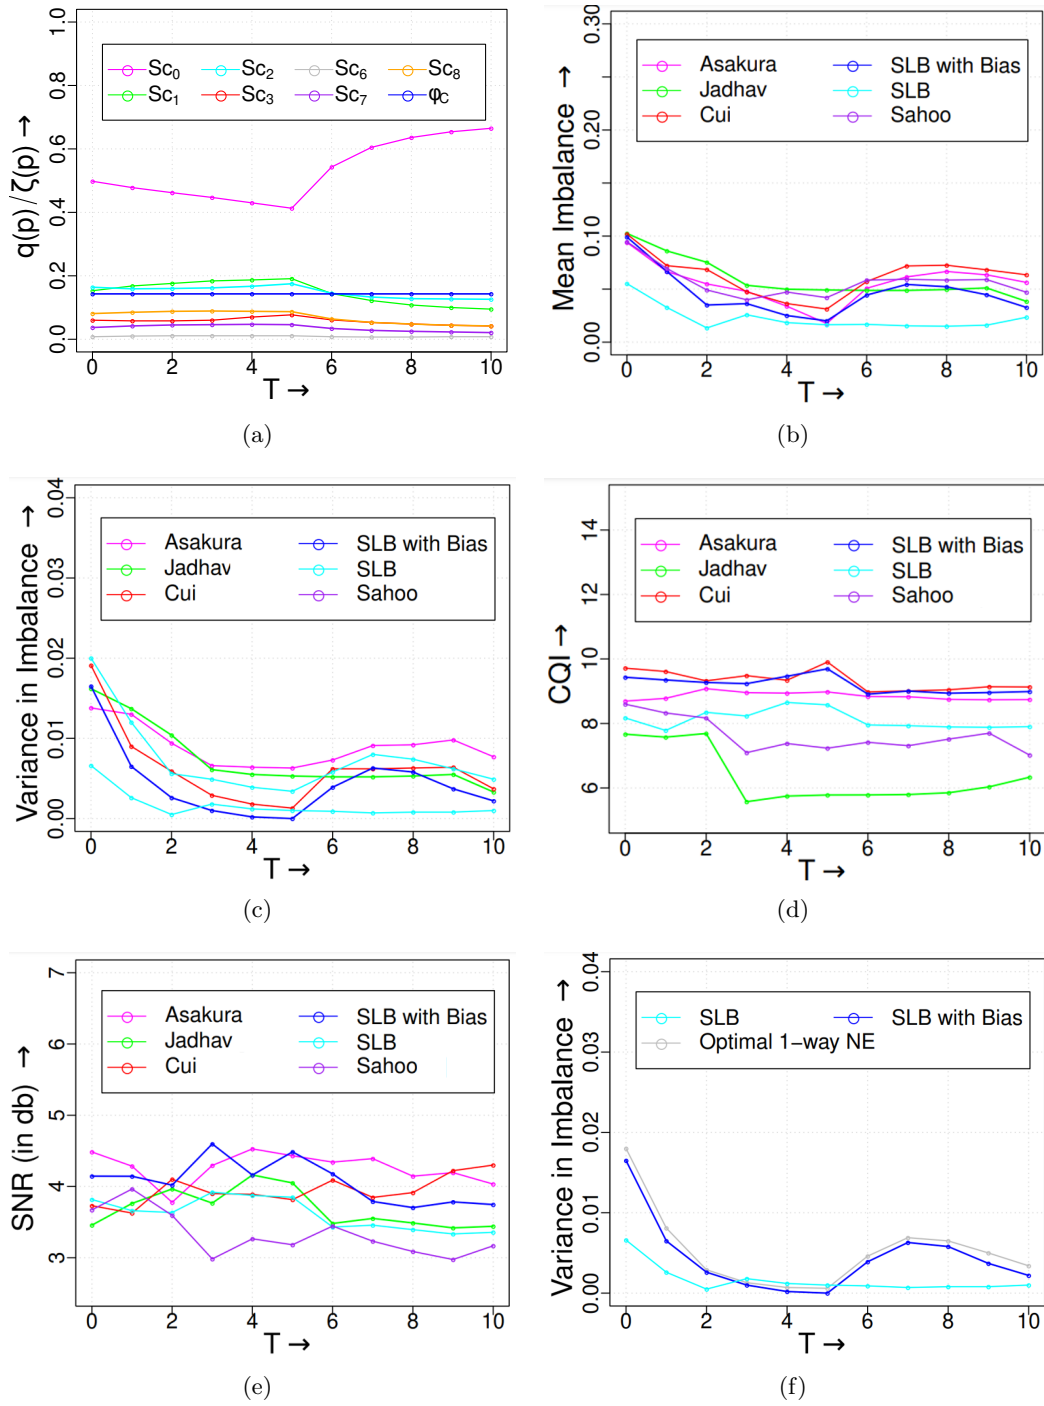 q(p)/ζ(p) →
0.0 0.2 0.4 0.6 0.8 1.0
Sc0 Sc2 Sc6 Sc8
Sc1 Sc3 Sc7 φC
0 2 4 6 8 10
T →
(a)
Mean Imbalance →
0.00 0.10 0.20 0.30
Asakura SLB with Bias
Jadhav SLB
Cui Sahoo
0 2 4 6 8 10
T →
(b)
Variance in Imbalance →
0.00 0.01 0.02 0.03 0.04
Asakura SLB with Bias
Jadhav SLB
Cui Sahoo
0 2 4 6 8 10
T →
(c)
CQI →
6 8 10 12 14
Asakura SLB with Bias
Jadhav SLB
Cui Sahoo
0 2 4 6 8 10
T →
(d)
SNR (in db) →
3 4 5 6 7
Asakura SLB with Bias
Jadhav SLB
Cui Sahoo
0 2 4 6 8 10
T →
(e)
Variance in Imbalance →
0.00 0.01 0.02 0.03 0.04
SLB SLB with Bias
Optimal 1−way NE
0 2 4 6 8 10
T →
(f)